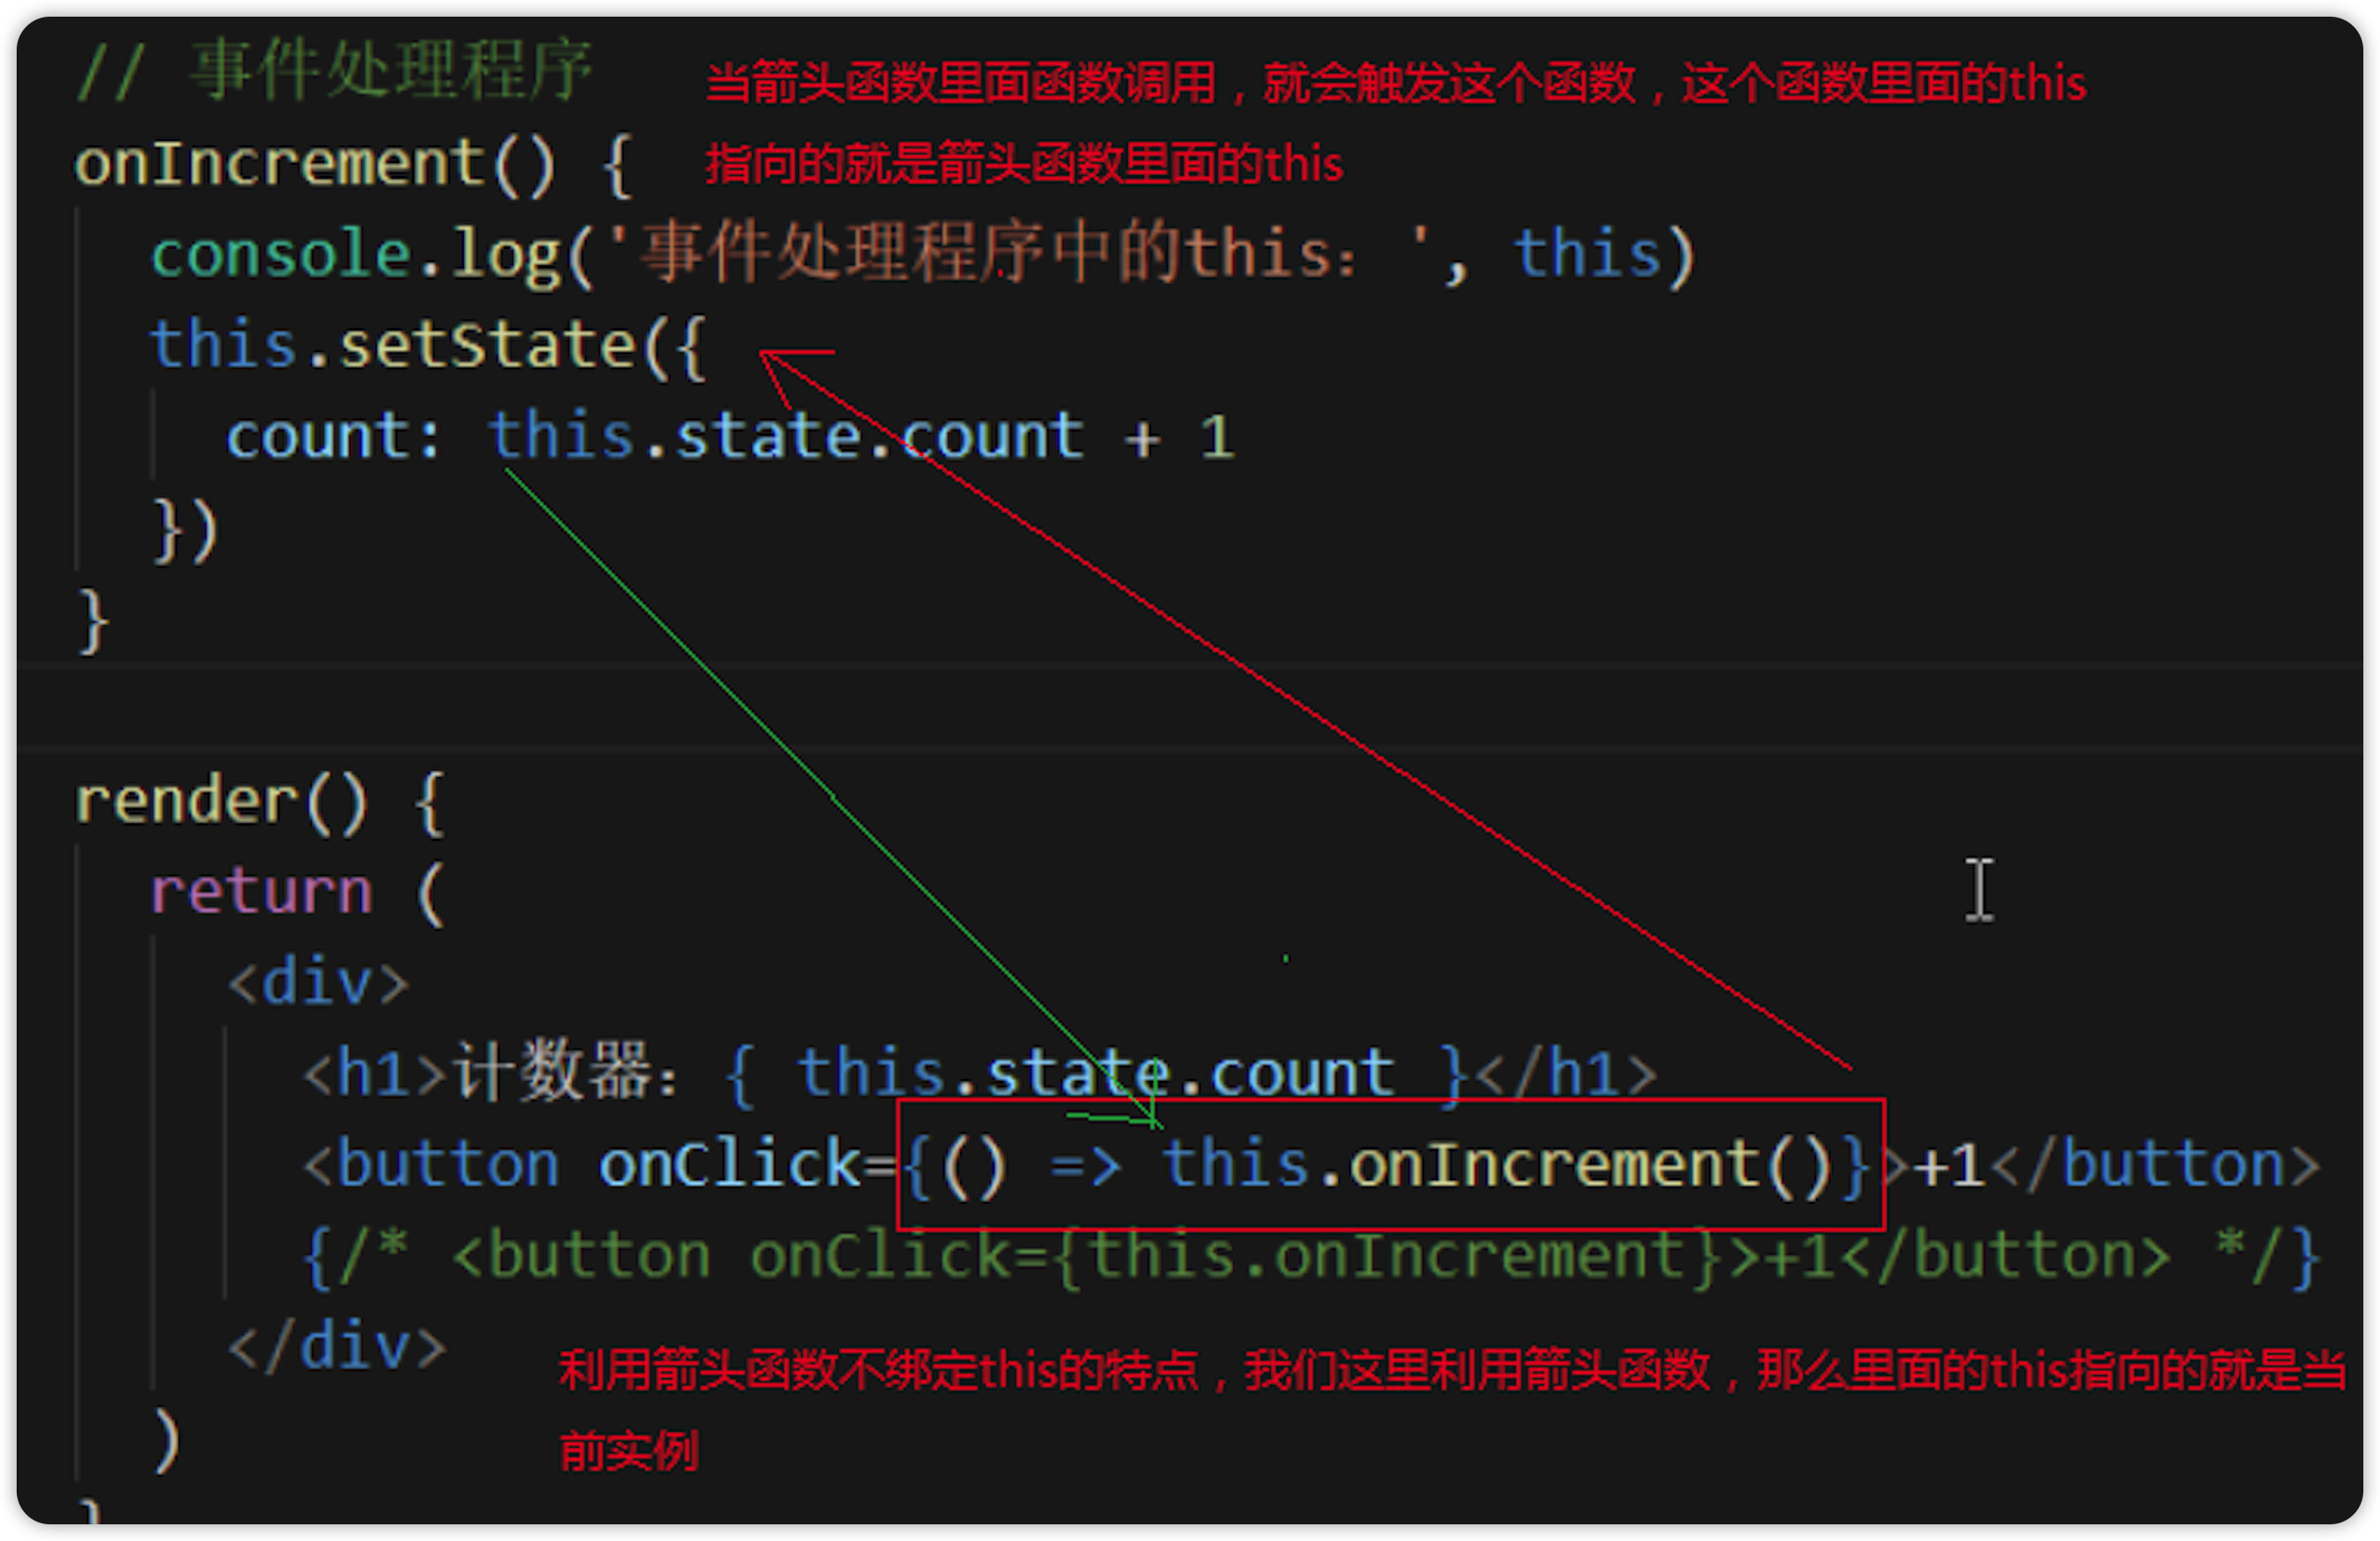 // 事件处理程序
当箭头函数里面函数调用，就会触发这个函数，这个函数里面的this
指向的就是箭头函数里面的this
onIncrement() {
console.log('事件处理程序中的this：', this)
this.setState({
count: this.state.count + 1
})
}
render() {
return (
<div>
<h1>计数器：{ this.state.count }</h1>
<button onClick={() => this.onIncrement()}>+1</button>
{/* <button onClick={this.onIncrement}>+1</button> */}
</div>
利用箭头函数不绑定this的特点，我们这里利用箭头函数，那么里面的this指向的就是当
前实例
)
}